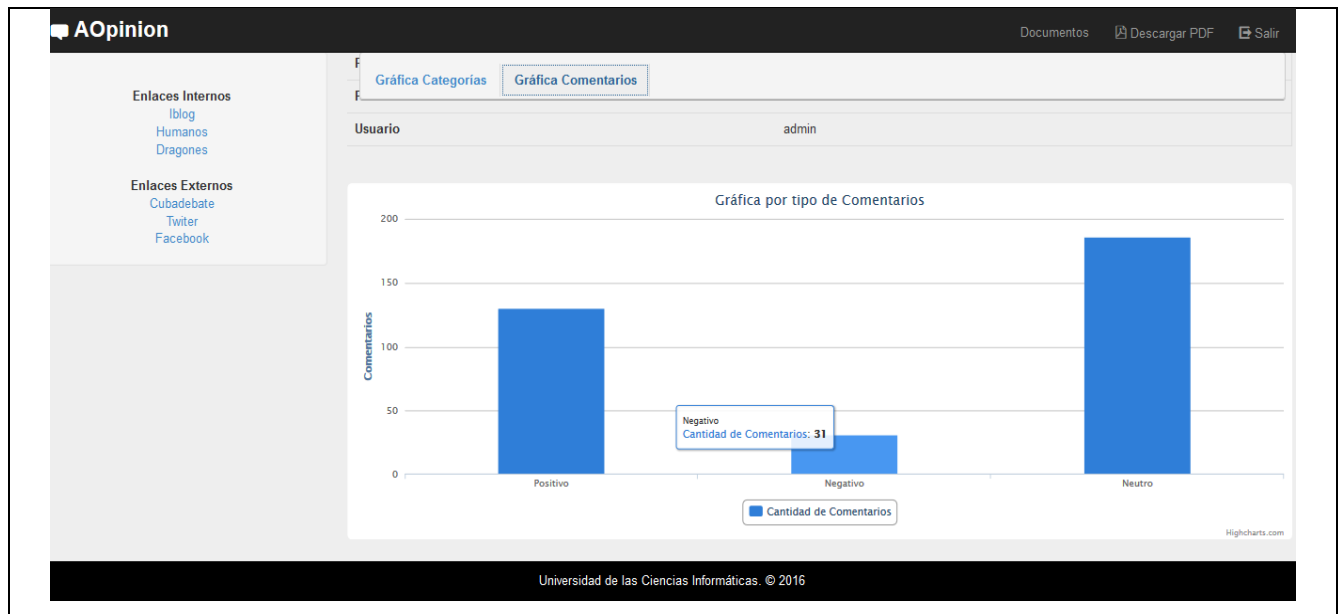 AOpinion
Documentos Descargar PDF Salir
Enlaces Internos
Iblog
Humanos
Dragones
Enlaces Externos
Cubadebate
Twiter
Facebook
Gráfica Categorías Gráfica Comentarios
Usuario admin
Gráfica por tipo de Comentarios
200
150
100
50
0
Comentarios
Negativo
Cantidad de Comentarios: 31
Positivo Negativo Neutro
Cantidad de Comentarios
Highcharts.com
Universidad de las Ciencias Informáticas. © 2016